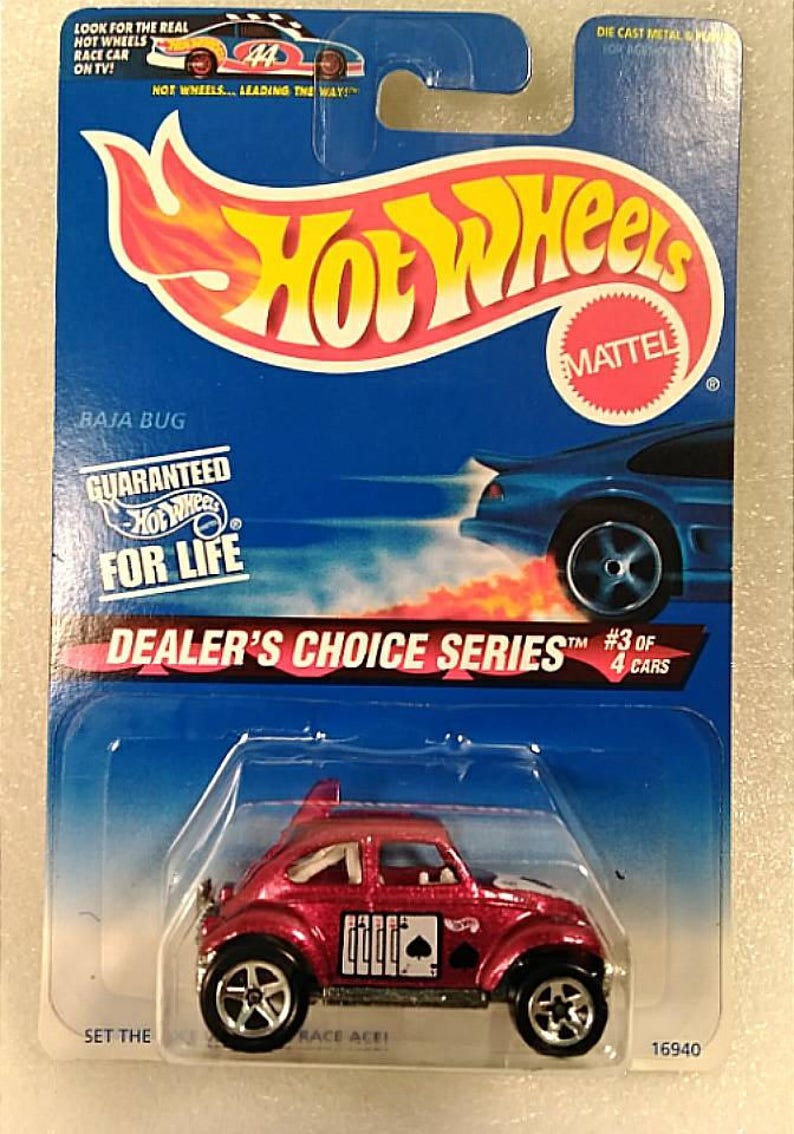 LOOK FOR THE REAL
HOT WHEELS
RACE CAR
ON TV!
44
HOT WHEELS... LEADING THE WAY!™
DIE CAST METAL &
HOT WHEELS
MATTEL
®
BAJA BUG
GUARANTEED
HOT WHEELS ®
FOR LIFE
DEALER'S CHOICE SERIES™ #3 OF
4 CARS
SET THE RACE ACE!
16940